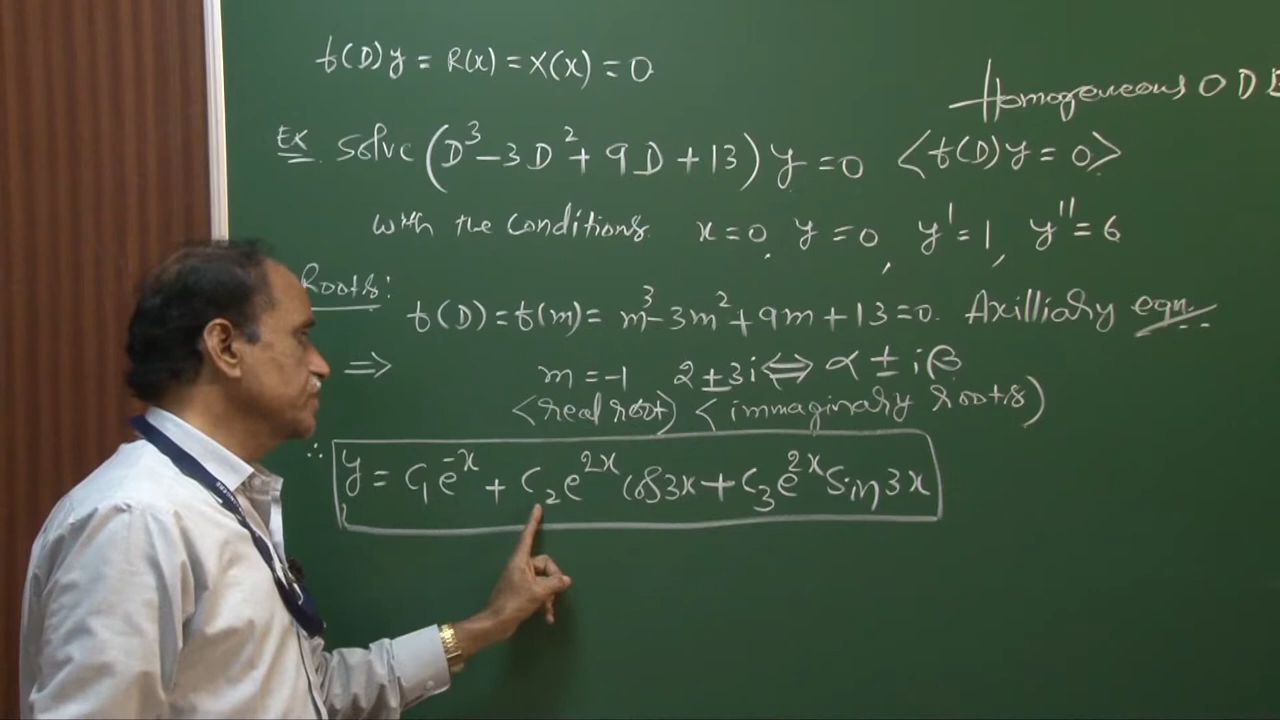 f(D)y = R(x) = X(x) = 0
Homogeneous ODE
Ex Solve (D³ - 3D² + 9D + 13) y = 0 <f(D)y = 0>
with the Conditions x = 0, y = 0, y' = 1, y'' = 6
Roots:
f(D) = f(m) = m³ - 3m² + 9m + 13 = 0. Axilliary eqn.
⇒ m = -1 2 ± 3i ⟺ α ± iβ
<real root) <immaginary roots)
∴ y = C₁e⁻ˣ + C₂e²ˣ Cos3x + C₃e²ˣ Sin3x